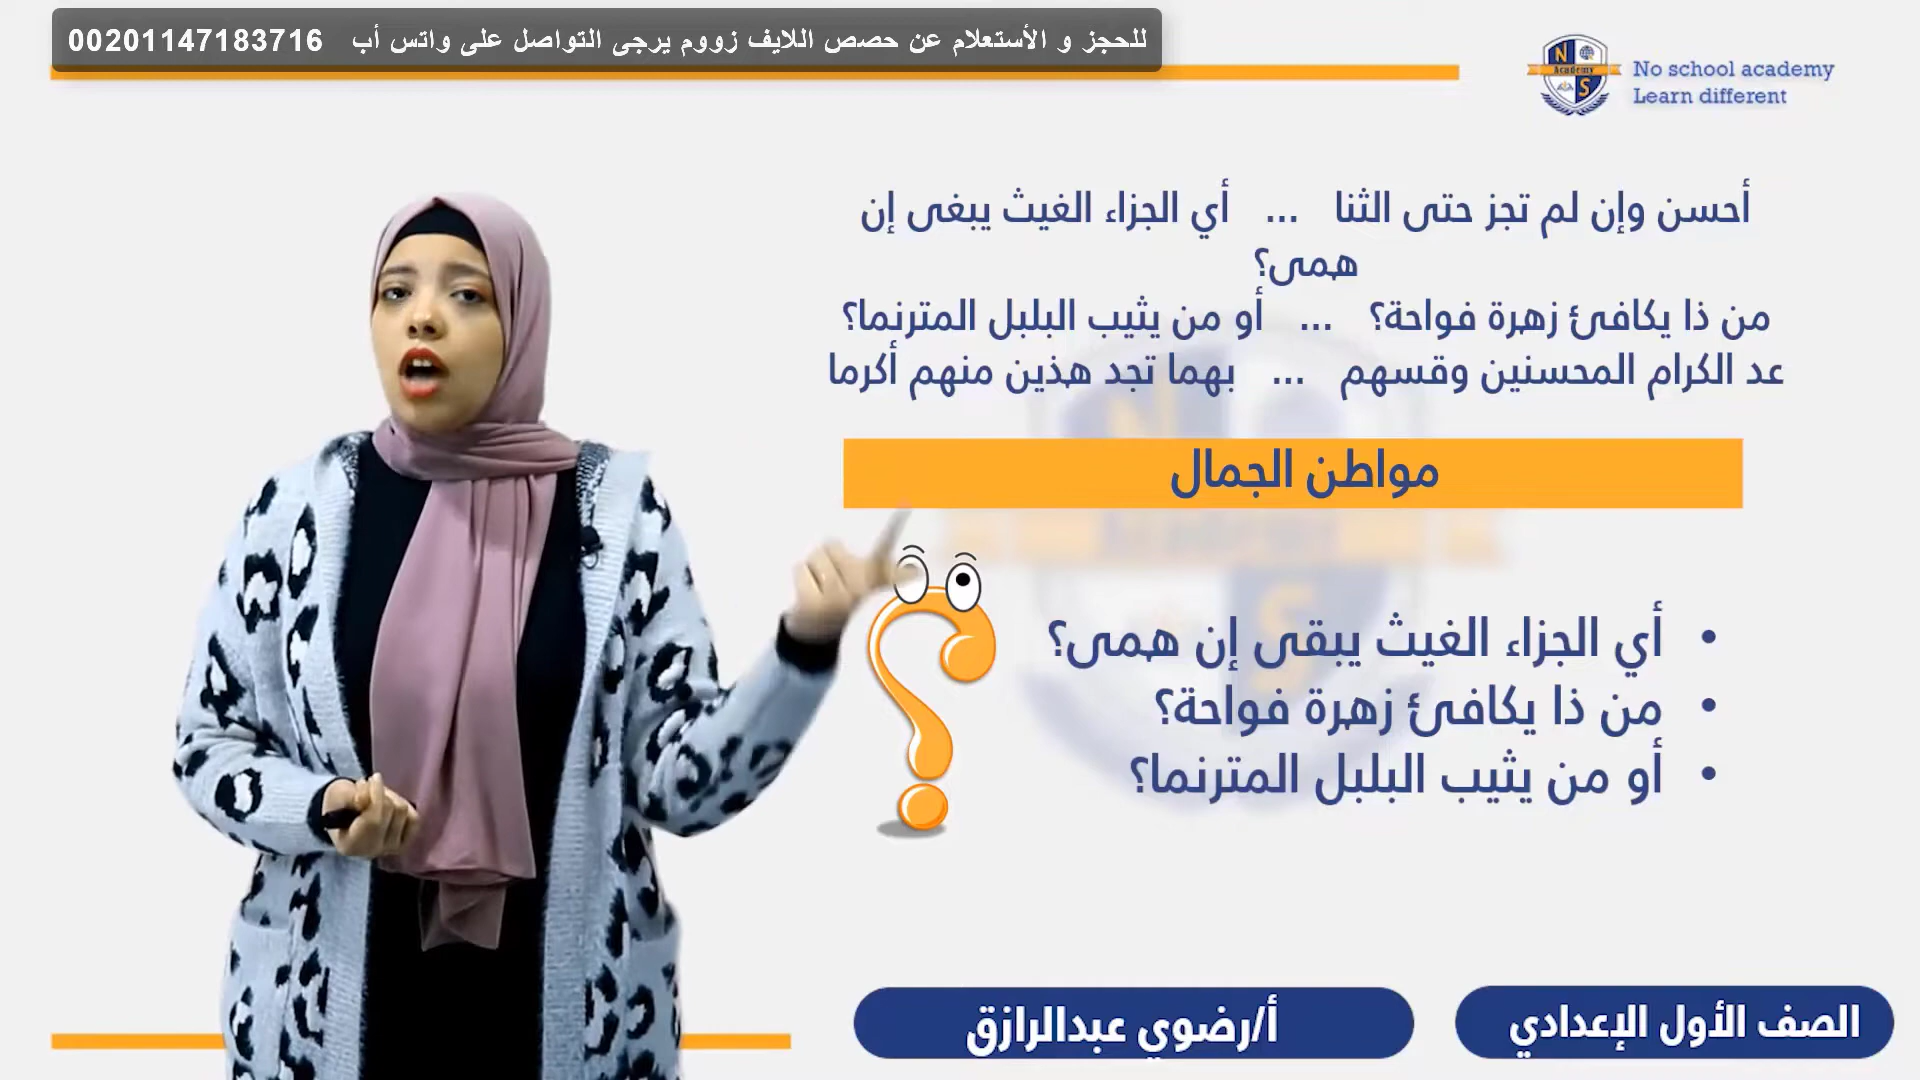 للحجز و الأستعلام عن حصص اللايف زووم يرجى التواصل على واتس أب 00201147183716
N
Academy
S
No school academy
Learn different
أحسن وإن لم تجز حتى الثنا ... أي الجزاء الغيث يبغى إن
همى؟
من ذا يكافئ زهرة فواحة؟ ... أو من يثيب البلبل المترنما؟
عد الكرام المحسنين وقسهم ... بهما تجد هذين منهم أكرما
مواطن الجمال
• أي الجزاء الغيث يبقى إن همى؟
• من ذا يكافئ زهرة فواحة؟
• أو من يثيب البلبل المترنما؟
الصف الأول الإعدادي
أ/رضوي عبدالرازق